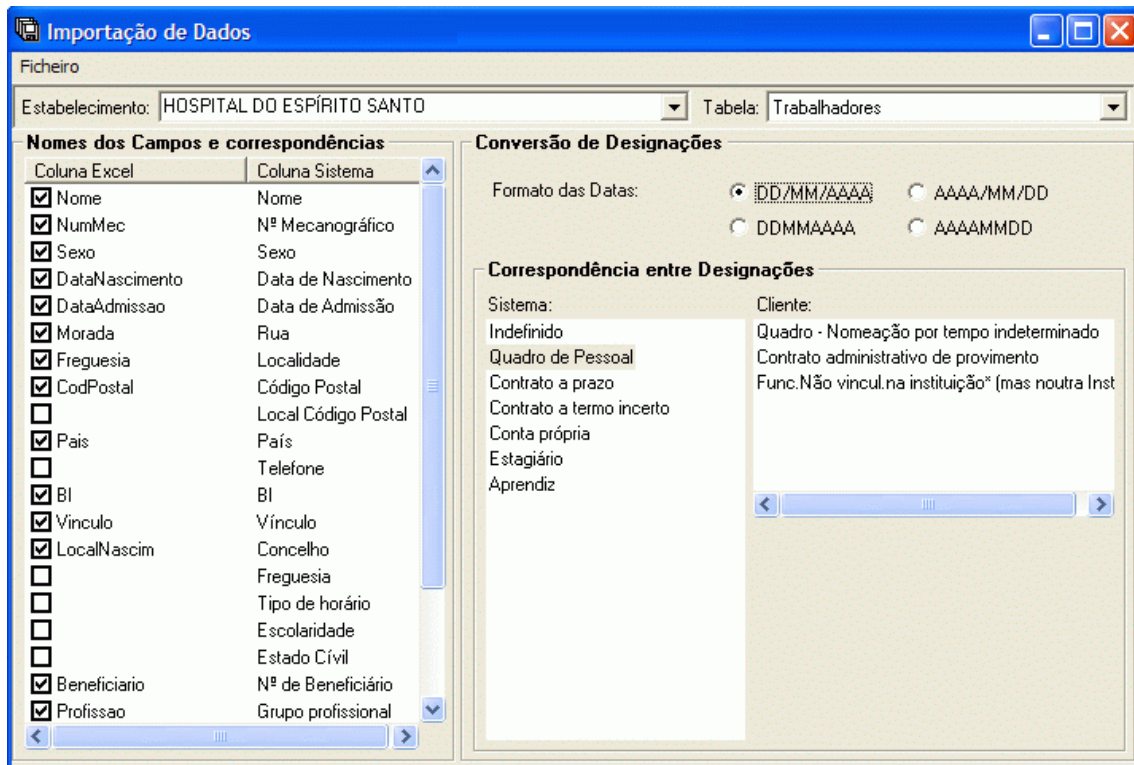 Importação de Dados
Ficheiro
Estabelecimento: HOSPITAL DO ESPÍRITO SANTO Tabela: Trabalhadores
Nomes dos Campos e correspondências
Coluna Excel Coluna Sistema
Nome Nome
NumMec Nº Mecanográfico
Sexo Sexo
DataNascimento Data de Nascimento
DataAdmissao Data de Admissão
Morada Rua
Freguesia Localidade
CodPostal Código Postal
Local Código Postal
Pais País
Telefone
BI BI
Vinculo Vínculo
LocalNascim Concelho
Freguesia
Tipo de horário
Escolaridade
Estado Cívil
Beneficiario Nº de Beneficiário
Profissao Grupo profissional
Conversão de Designações
Formato das Datas: DD/MM/AAAA AAAA/MM/DD
DDMMAAAA AAAAMMDD
Correspondência entre Designações
Sistema:
Indefinido
Quadro de Pessoal
Contrato a prazo
Contrato a termo incerto
Conta própria
Estagiário
Aprendiz
Cliente:
Quadro - Nomeação por tempo indeterminado
Contrato administrativo de provimento
Func.Não vincul.na instituição* (mas noutra Inst